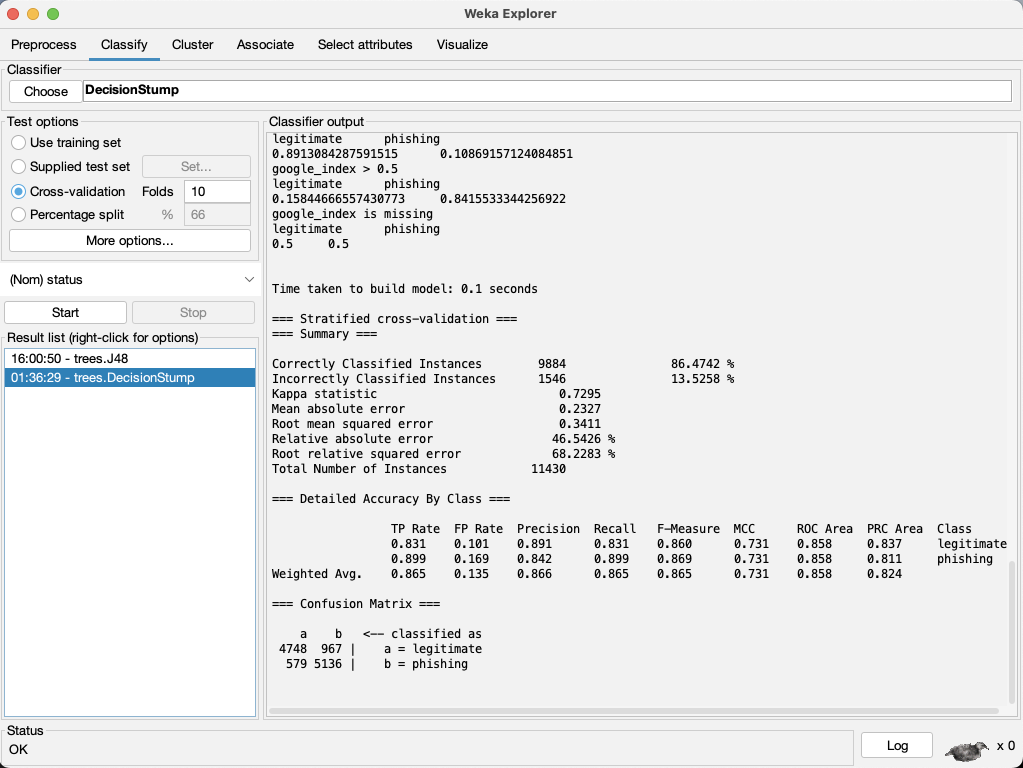 Weka Explorer
Preprocess Classify Cluster Associate Select attributes Visualize
Classifier
Choose DecisionStump
Test options
Use training set
Supplied test set Set...
Cross-validation Folds 10
Percentage split % 66
More options...
(Nom) status
Start Stop
Result list (right-click for options)
16:00:50 - trees.J48
01:36:29 - trees.DecisionStump
Classifier output
legitimate phishing
0.8913084287591515 0.10869157124084851
google_index > 0.5
legitimate phishing
0.15844666557430773 0.8415533344256922
google_index is missing
legitimate phishing
0.5 0.5
Time taken to build model: 0.1 seconds
=== Stratified cross-validation ===
=== Summary ===
Correctly Classified Instances 9884 86.4742 %
Incorrectly Classified Instances 1546 13.5258 %
Kappa statistic 0.7295
Mean absolute error 0.2327
Root mean squared error 0.3411
Relative absolute error 46.5426 %
Root relative squared error 68.2283 %
Total Number of Instances 11430
=== Detailed Accuracy By Class ===
TP Rate FP Rate Precision Recall F-Measure MCC ROC Area PRC Area Class
0.831 0.101 0.891 0.831 0.860 0.731 0.858 0.837 legitimate
0.899 0.169 0.842 0.899 0.869 0.731 0.858 0.811 phishing
Weighted Avg. 0.865 0.135 0.866 0.865 0.865 0.731 0.858 0.824
=== Confusion Matrix ===
a b <-- classified as
4748 967 | a = legitimate
579 5136 | b = phishing
Status
OK
Log x 0